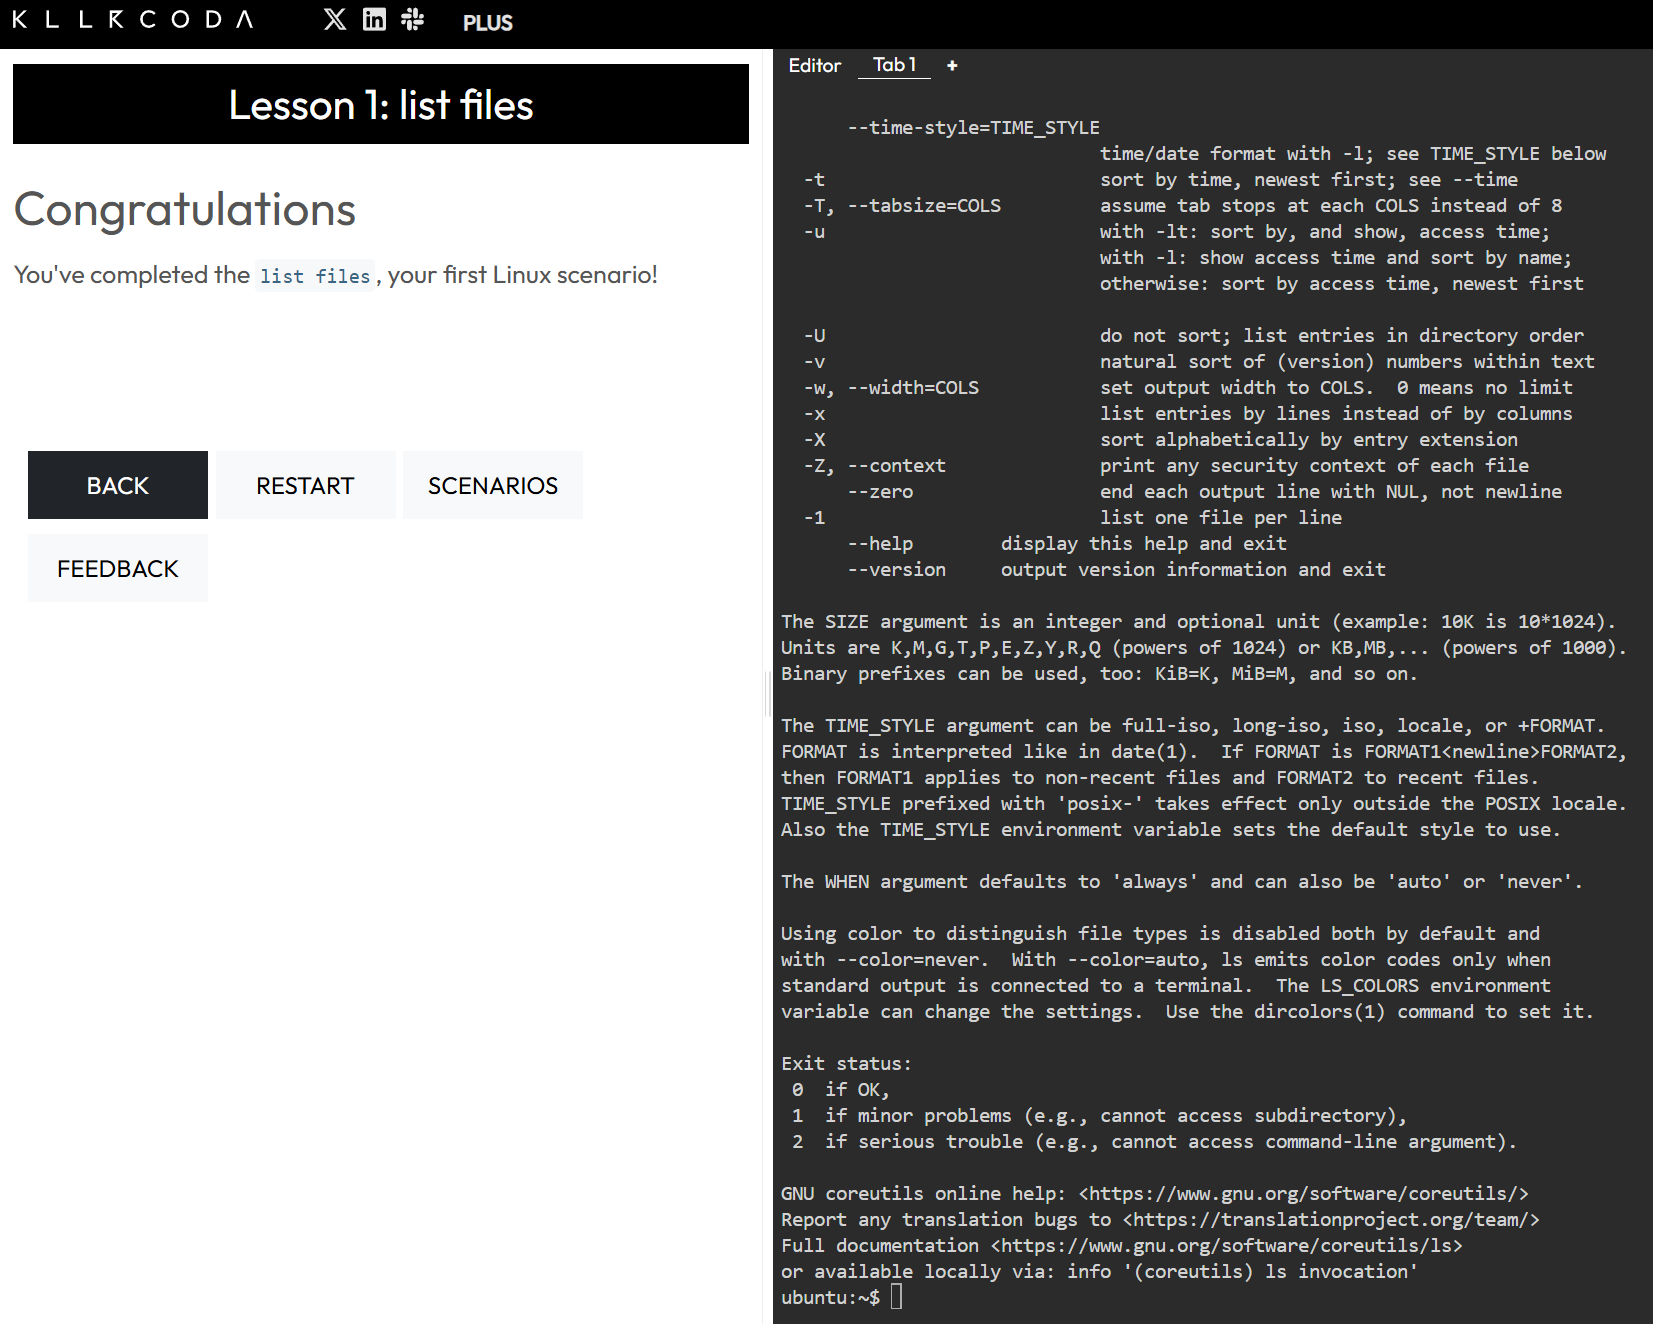 KILLERCODA PLUS
Lesson 1: list files
Congratulations
You've completed the list files, your first Linux scenario!
BACK RESTART SCENARIOS
FEEDBACK
Editor Tab 1 +
--time-style=TIME_STYLE
time/date format with -l; see TIME_STYLE below
-t sort by time, newest first; see --time
-T, --tabsize=COLS assume tab stops at each COLS instead of 8
-u with -lt: sort by, and show, access time;
with -l: show access time and sort by name;
otherwise: sort by access time, newest first
-U do not sort; list entries in directory order
-v natural sort of (version) numbers within text
-w, --width=COLS set output width to COLS.  0 means no limit
-x list entries by lines instead of by columns
-X sort alphabetically by entry extension
-Z, --context print any security context of each file
--zero end each output line with NUL, not newline
-1 list one file per line
--help display this help and exit
--version output version information and exit
The SIZE argument is an integer and optional unit (example: 10K is 10*1024).
Units are K,M,G,T,P,E,Z,Y,R,Q (powers of 1024) or KB,MB,... (powers of 1000).
Binary prefixes can be used, too: KiB=K, MiB=M, and so on.
The TIME_STYLE argument can be full-iso, long-iso, iso, locale, or +FORMAT.
FORMAT is interpreted like in date(1).  If FORMAT is FORMAT1<newline>FORMAT2,
then FORMAT1 applies to non-recent files and FORMAT2 to recent files.
TIME_STYLE prefixed with 'posix-' takes effect only outside the POSIX locale.
Also the TIME_STYLE environment variable sets the default style to use.
The WHEN argument defaults to 'always' and can also be 'auto' or 'never'.
Using color to distinguish file types is disabled both by default and
with --color=never.  With --color=auto, ls emits color codes only when
standard output is connected to a terminal.  The LS_COLORS environment
variable can change the settings.  Use the dircolors(1) command to set it.
Exit status:
0  if OK,
1  if minor problems (e.g., cannot access subdirectory),
2  if serious trouble (e.g., cannot access command-line argument).
GNU coreutils online help: <https://www.gnu.org/software/coreutils/>
Report any translation bugs to <https://translationproject.org/team/>
Full documentation <https://www.gnu.org/software/coreutils/ls>
or available locally via: info '(coreutils) ls invocation'
ubuntu:~$